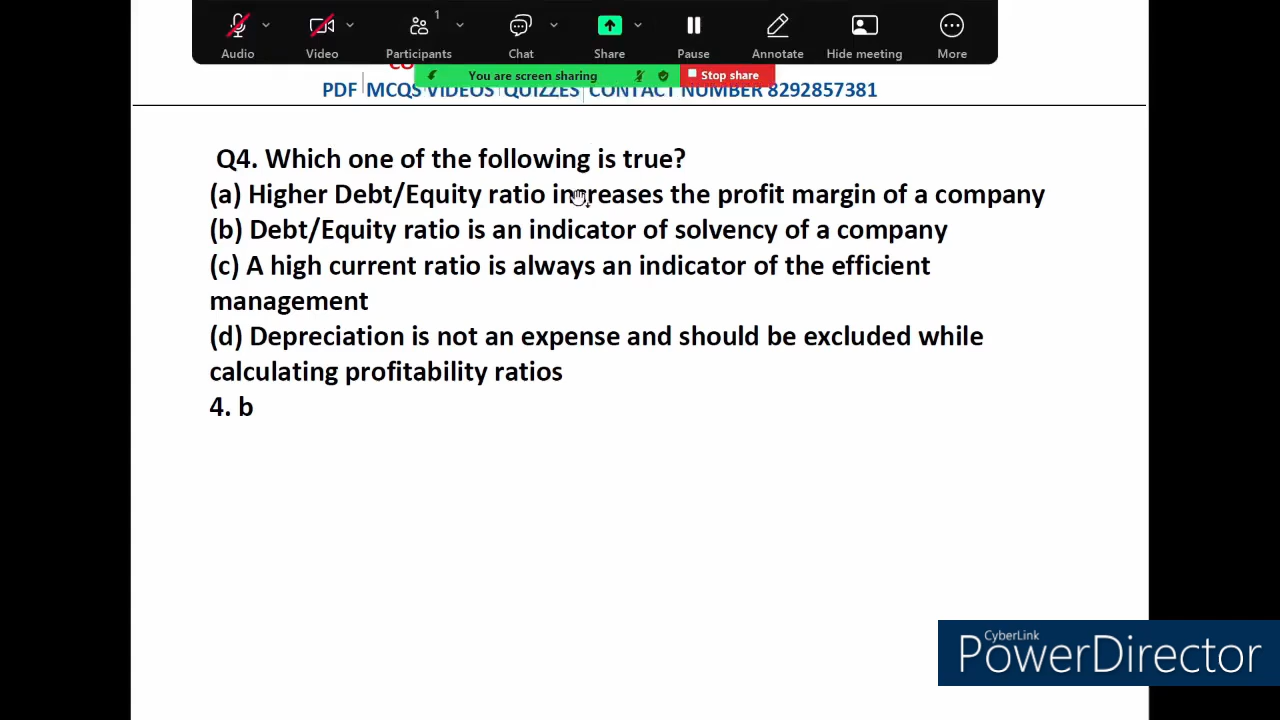 1
Audio Video Participants Chat Share Pause Annotate Hide meeting More
You are screen sharing Stop share
PDF MCQS VIDEOS QUIZZES CONTACT NUMBER 8292857381
Q4. Which one of the following is true?
(a) Higher Debt/Equity ratio increases the profit margin of a company
(b) Debt/Equity ratio is an indicator of solvency of a company
(c) A high current ratio is always an indicator of the efficient
management
(d) Depreciation is not an expense and should be excluded while
calculating profitability ratios
4. b
CyberLink
PowerDirector